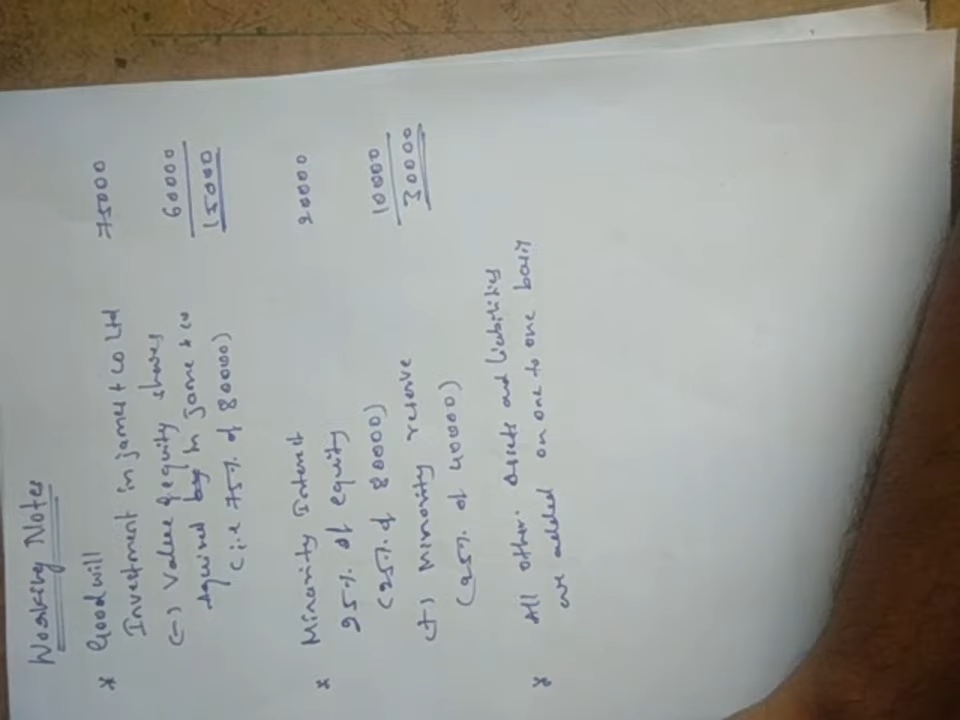 Working Notes
* Goodwill
Investment in James & Co Ltd 75000
(-) Value of equity shares
Aquired in James & co 60000
(i.e 75% of 80000) 15000
* Minority Interest
25% of equity 20000
(25% of 80000)
(+) Minority reserve 10000
(25% of 40000) 30000
* All other assets and liabilities
are added on one to one basis